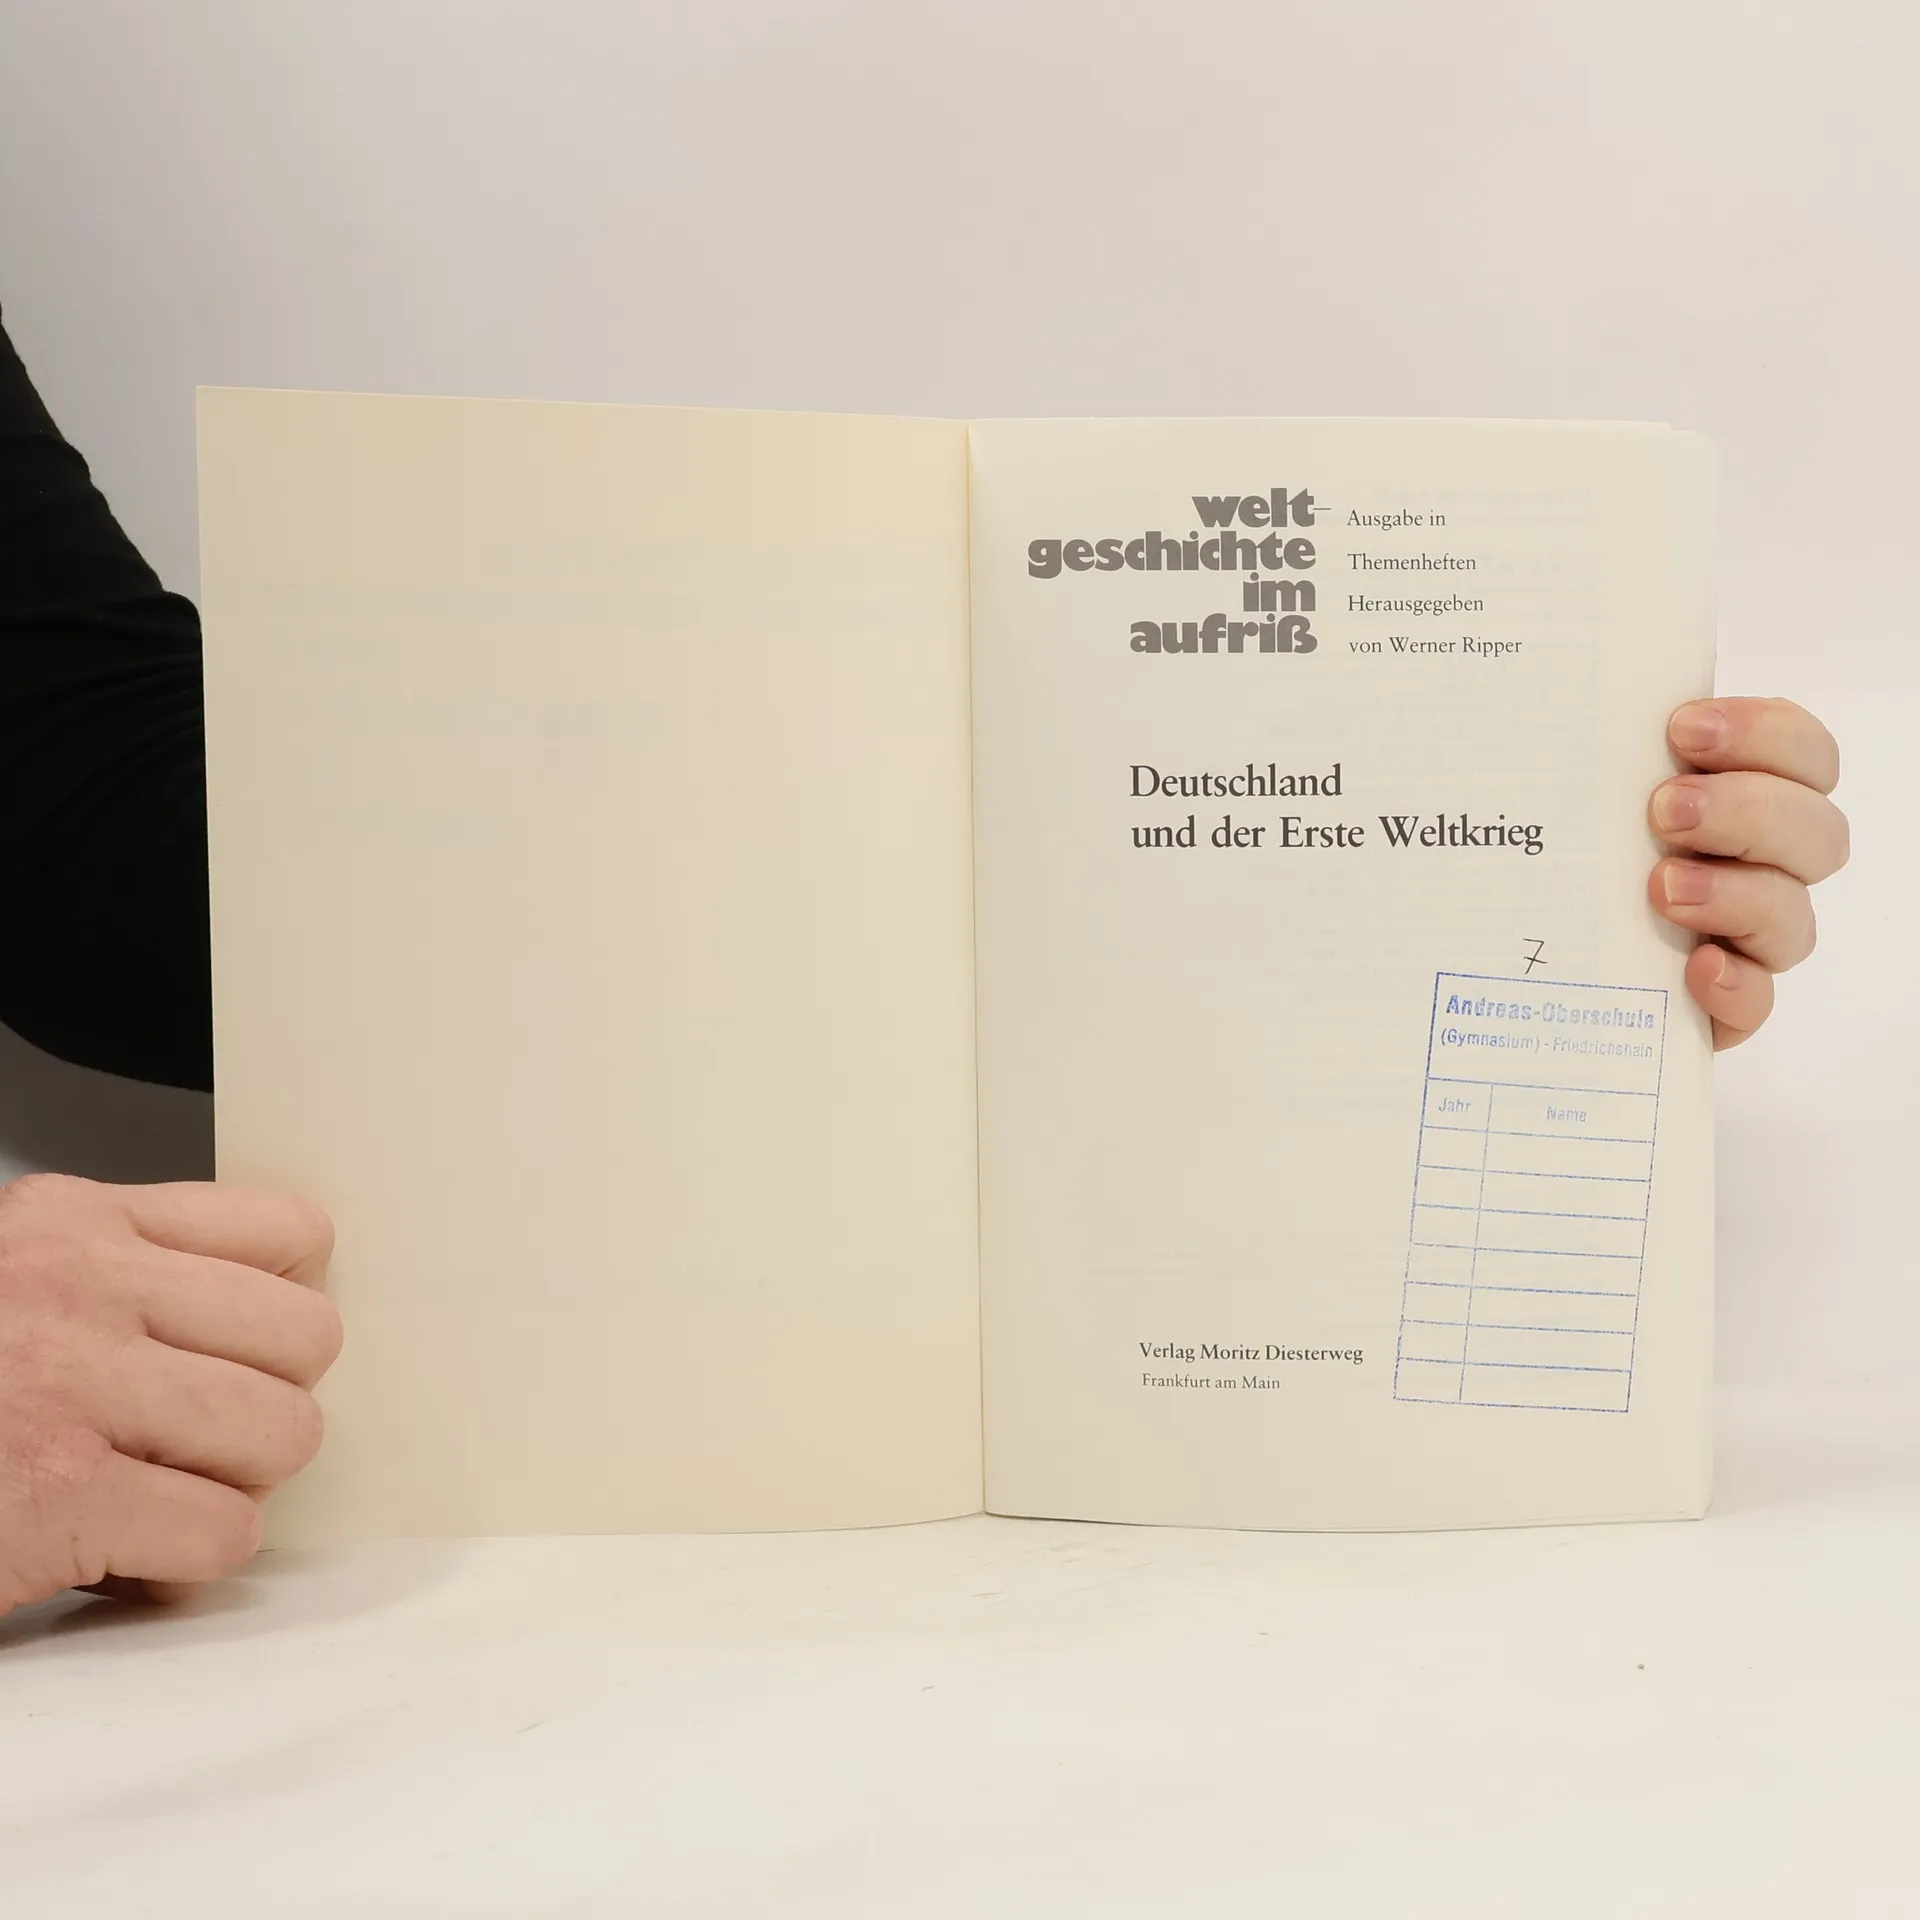 welt-
geschichte
im
aufriß
Ausgabe in
Themenheften
Herausgegeben
von Werner Ripper
Deutschland
und der Erste Weltkrieg
7
Andreas-Oberschule
(Gymnasium) - Friedrichshain
Jahr Name
Verlag Moritz Diesterweg
Frankfurt am Main